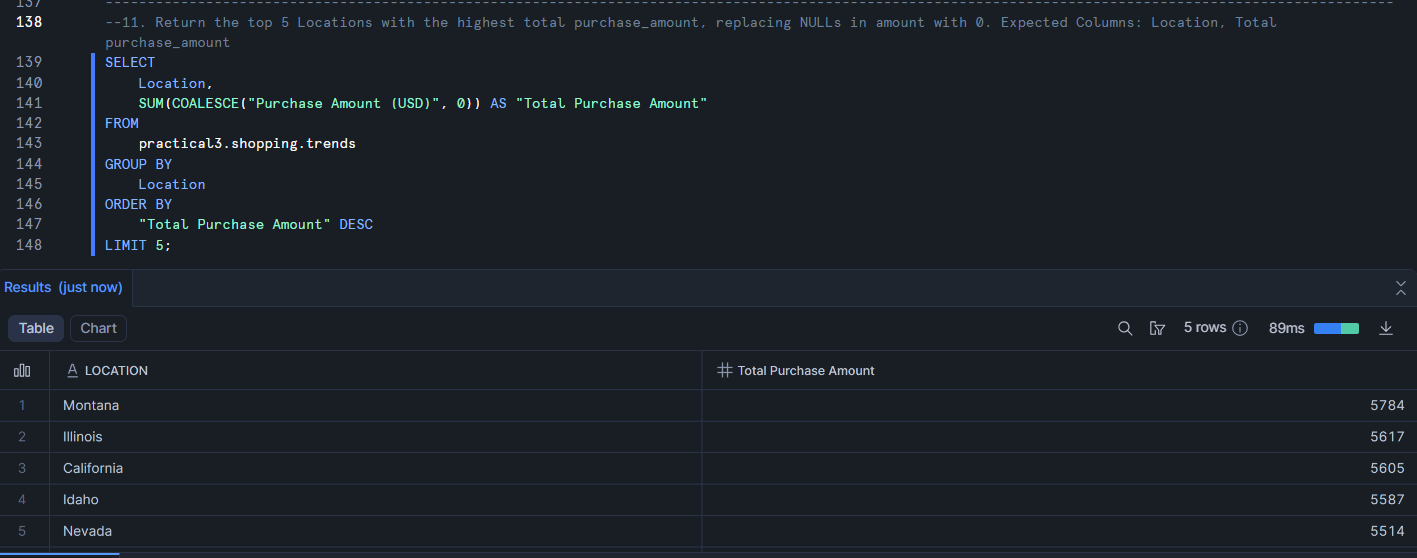 137 --------------------------------------------------------------------------------------------------------------------------------------------------------
138 --11. Return the top 5 Locations with the highest total purchase_amount, replacing NULLs in amount with 0. Expected Columns: Location, Total
purchase_amount
139 SELECT
140     Location,
141     SUM(COALESCE("Purchase Amount (USD)", 0)) AS "Total Purchase Amount"
142 FROM
143     practical3.shopping.trends
144 GROUP BY
145     Location
146 ORDER BY
147     "Total Purchase Amount" DESC
148 LIMIT 5;
Results (just now)
Table Chart 5 rows 89ms
A LOCATION # Total Purchase Amount
1 Montana 5784
2 Illinois 5617
3 California 5605
4 Idaho 5587
5 Nevada 5514